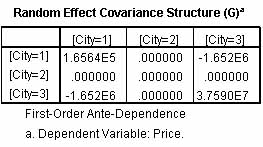 Random Effect Covariance Structure (G)ª
[City=1] [City=2] [City=3]
[City=1] 1.6564E5 .000000 -1.652E6
[City=2] .000000 .000000 .000000
[City=3] -1.652E6 .000000 3.7590E7
First-Order Ante-Dependence
a. Dependent Variable: Price.